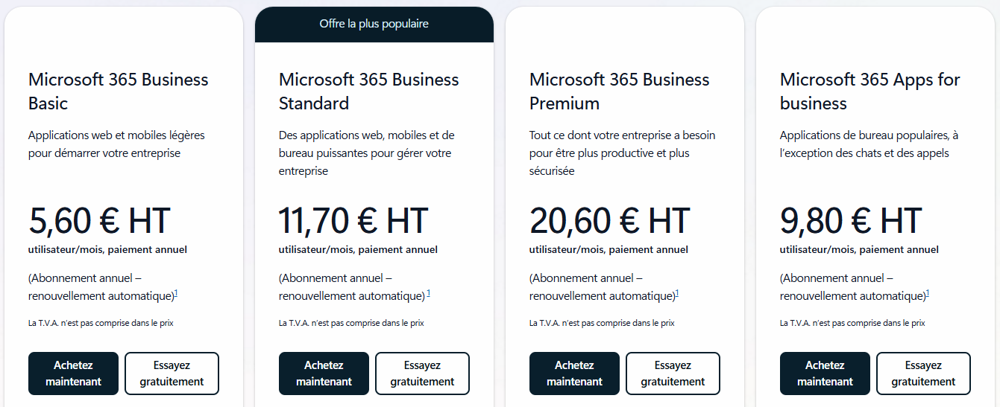 Microsoft 365 Business
Basic
Applications web et mobiles légères
pour démarrer votre entreprise
5,60 € HT
utilisateur/mois, paiement annuel
(Abonnement annuel –
renouvellement automatique)1
La T.V.A. n'est pas comprise dans le prix
Achetez
maintenant
Essayez
gratuitement
Offre la plus populaire
Microsoft 365 Business
Standard
Des applications web, mobiles et de
bureau puissantes pour gérer votre
entreprise
11,70 € HT
utilisateur/mois, paiement annuel
(Abonnement annuel –
renouvellement automatique) 1
La T.V.A. n'est pas comprise dans le prix
Achetez
maintenant
Essayez
gratuitement
Microsoft 365 Business
Premium
Tout ce dont votre entreprise a besoin
pour être plus productive et plus
sécurisée
20,60 € HT
utilisateur/mois, paiement annuel
(Abonnement annuel –
renouvellement automatique)1
La T.V.A. n'est pas comprise dans le prix
Achetez
maintenant
Essayez
gratuitement
Microsoft 365 Apps for
business
Applications de bureau populaires, à
l'exception des chats et des appels
9,80 € HT
utilisateur/mois, paiement annuel
(Abonnement annuel –
renouvellement automatique)1
La T.V.A. n'est pas comprise dans le prix
Achetez
maintenant
Essayez
gratuitement